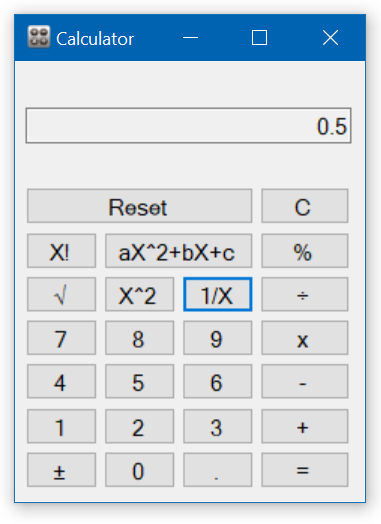 Calculator
0.5
Reset C
X! aX^2+bX+c %
√ X^2 1/X ÷
7 8 9 x
4 5 6 -
1 2 3 +
± 0 . =